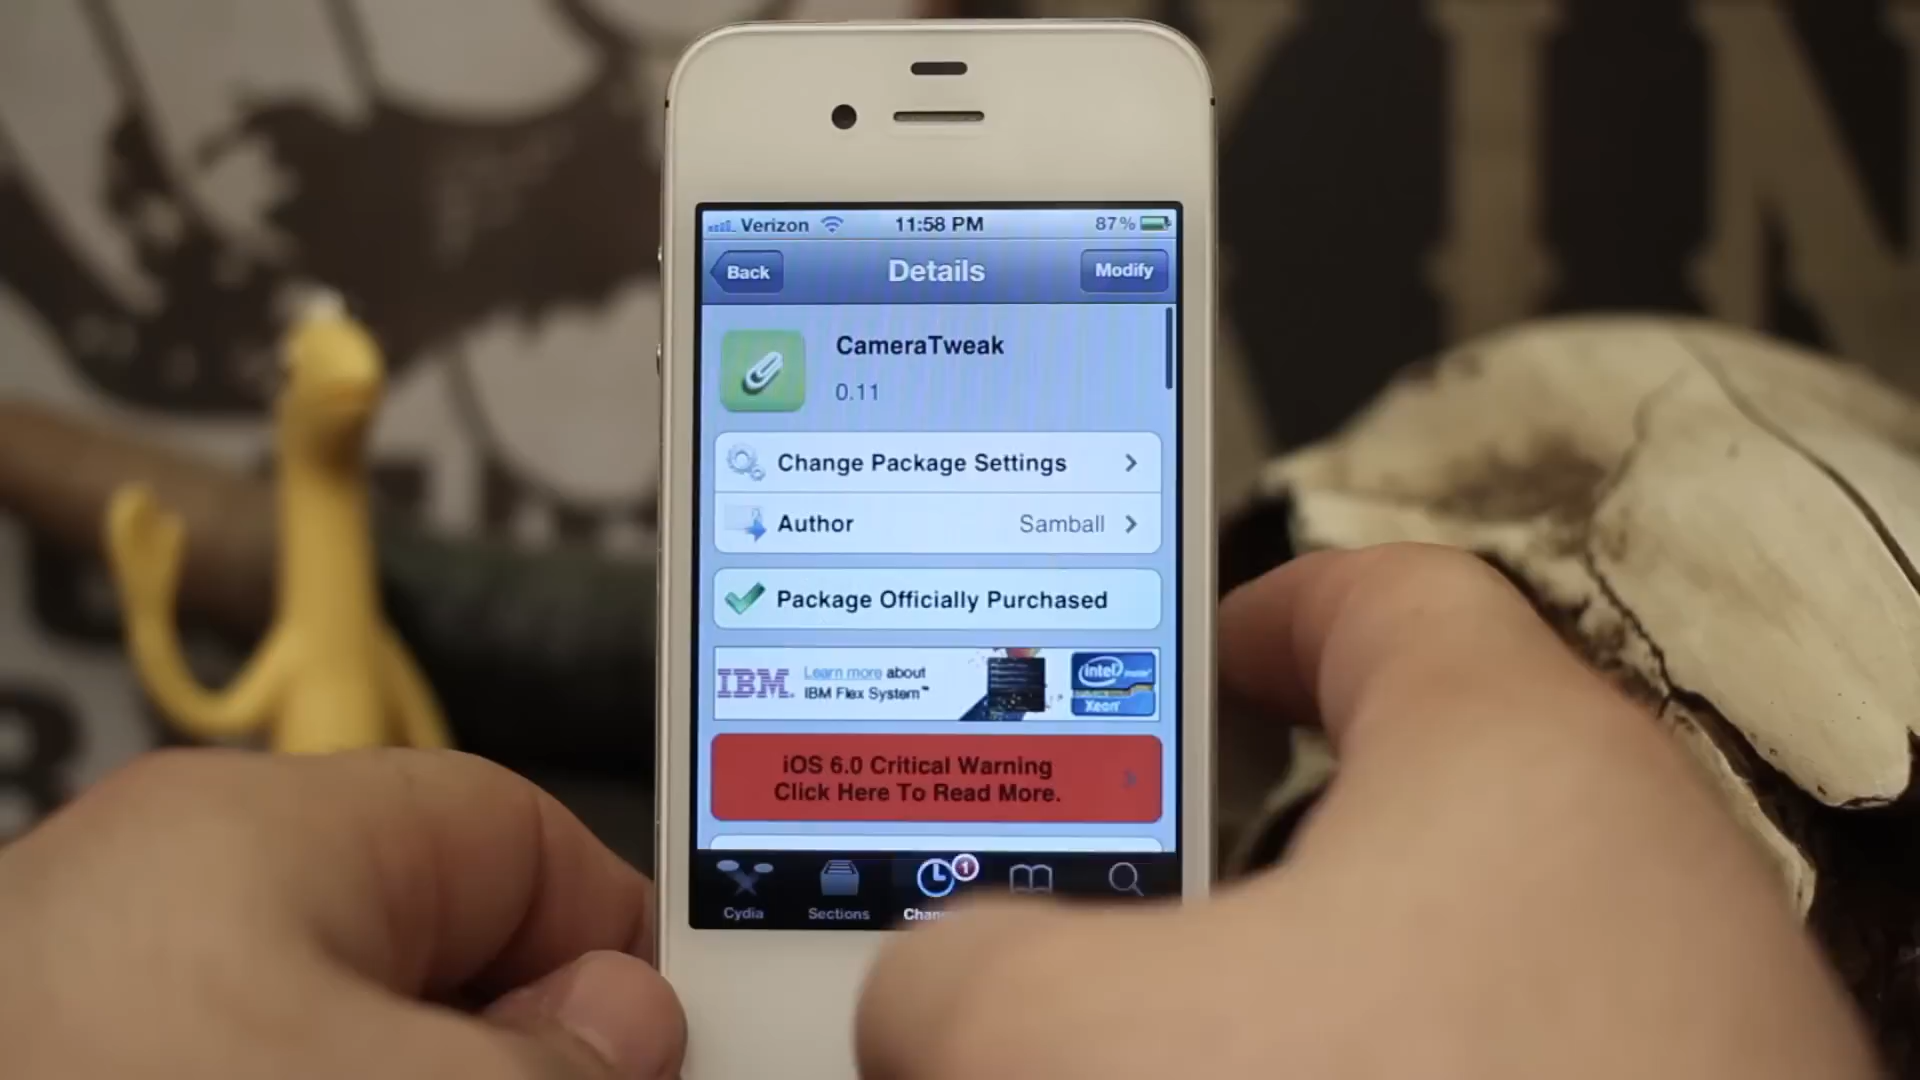 Verizon 11:58 PM 87%
Back Details Modify
CameraTweak
0.11
Change Package Settings
Author Samball
Package Officially Purchased
IBM. Learn more about
IBM Flex System™
intel
Xeon
iOS 6.0 Critical Warning
Click Here To Read More.
1
Cydia Sections